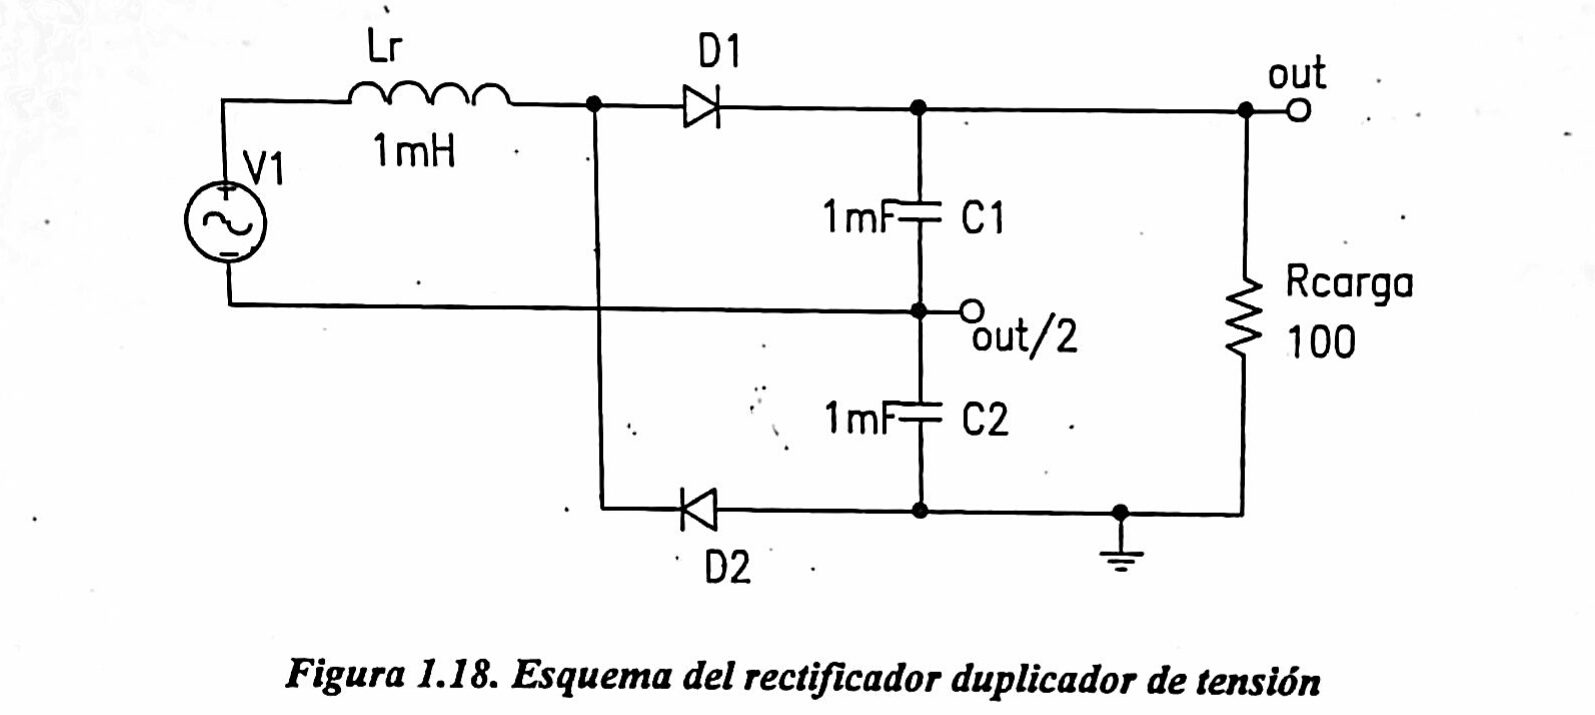 Lr
D1
out
V1
1mH
1mF
C1
Rcarga
100
out/2
1mF
C2
D2
Figura 1.18. Esquema del rectificador duplicador de tensión